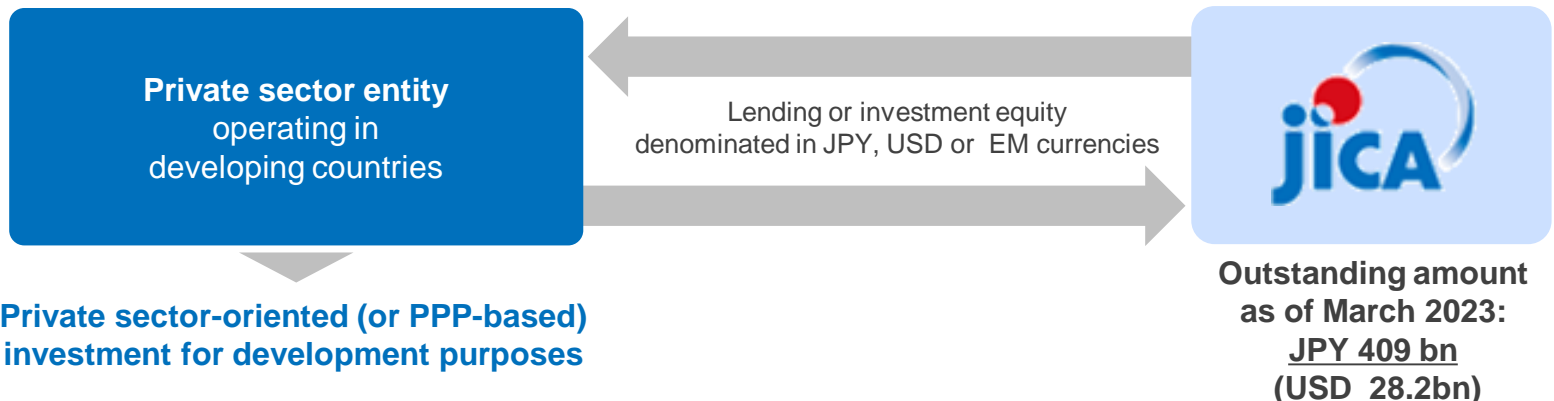 Private sector entity
operating in
developing countries
Lending or investment equity
denominated in JPY, USD or EM currencies
jica
Private sector-oriented (or PPP-based)
investment for development purposes
Outstanding amount
as of March 2023:
JPY 409 bn
(USD 28.2bn)